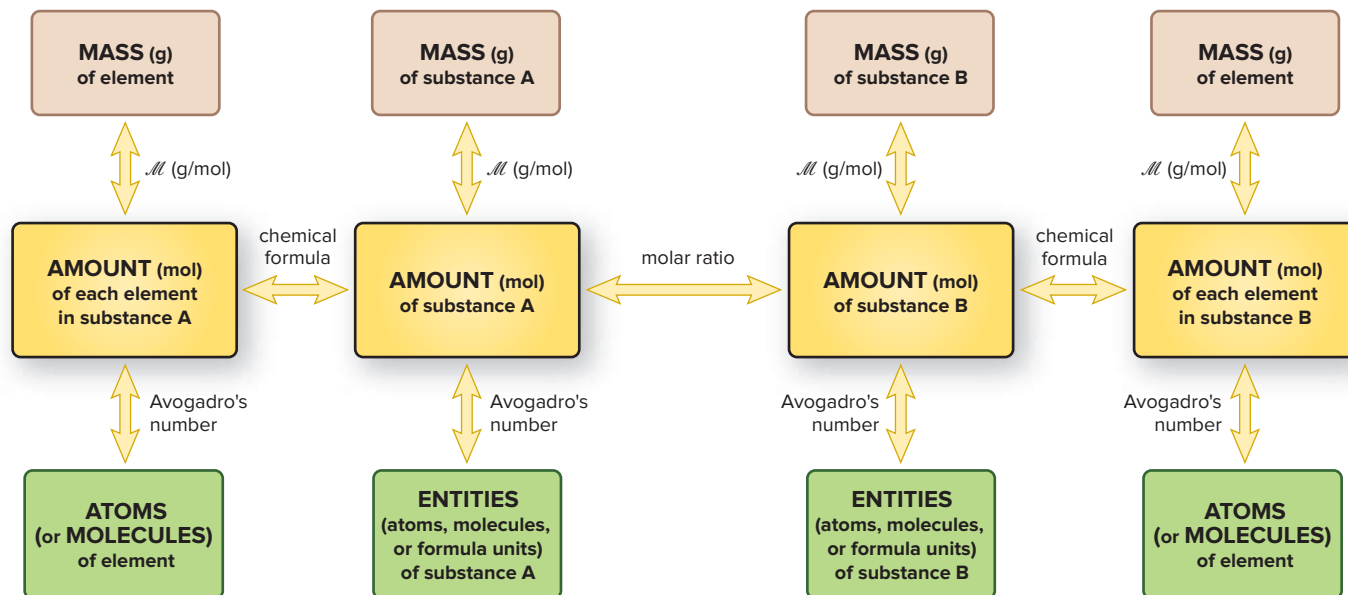 MASS (g)
of element
MASS (g)
of substance A
MASS (g)
of substance B
MASS (g)
of element
ℳ (g/mol)
ℳ (g/mol)
ℳ (g/mol)
ℳ (g/mol)
AMOUNT (mol)
of each element
in substance A
chemical
formula
AMOUNT (mol)
of substance A
molar ratio
AMOUNT (mol)
of substance B
chemical
formula
AMOUNT (mol)
of each element
in substance B
Avogadro's
number
Avogadro's
number
Avogadro's
number
Avogadro's
number
ATOMS
(or MOLECULES)
of element
ENTITIES
(atoms, molecules,
or formula units)
of substance A
ENTITIES
(atoms, molecules,
or formula units)
of substance B
ATOMS
(or MOLECULES)
of element